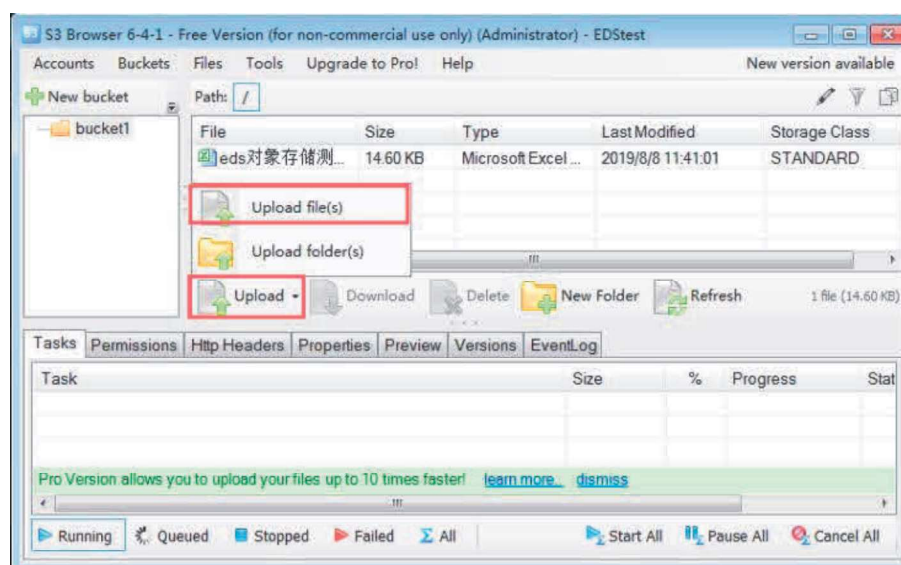 S3 Browser 6-4-1 - Free Version (for non-commercial use only) (Administrator) - EDStest
Accounts Buckets Files Tools Upgrade to Pro! Help New version available
New bucket Path: /
bucket1 File Size Type Last Modified Storage Class
eds对象存储测... 14.60 KB Microsoft Excel ... 2019/8/8 11:41:01 STANDARD
Upload file(s)
Upload folder(s)
Upload Download Delete New Folder Refresh 1 file (14.60 KB)
Tasks Permissions Http Headers Properties Preview Versions EventLog
Task Size % Progress Stat
Pro Version allows you to upload your files up to 10 times faster! learn more... dismiss
Running Queued Stopped Failed All Start All Pause All Cancel All